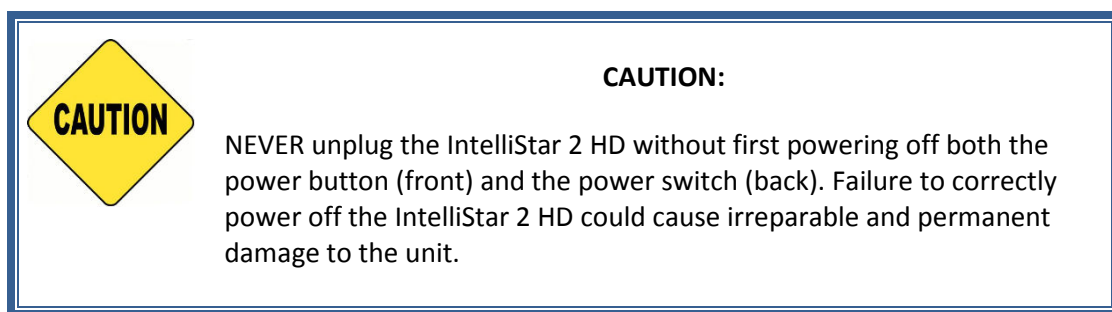 CAUTION
CAUTION:
NEVER unplug the IntelliStar 2 HD without first powering off both the
power button (front) and the power switch (back). Failure to correctly
power off the IntelliStar 2 HD could cause irreparable and permanent
damage to the unit.